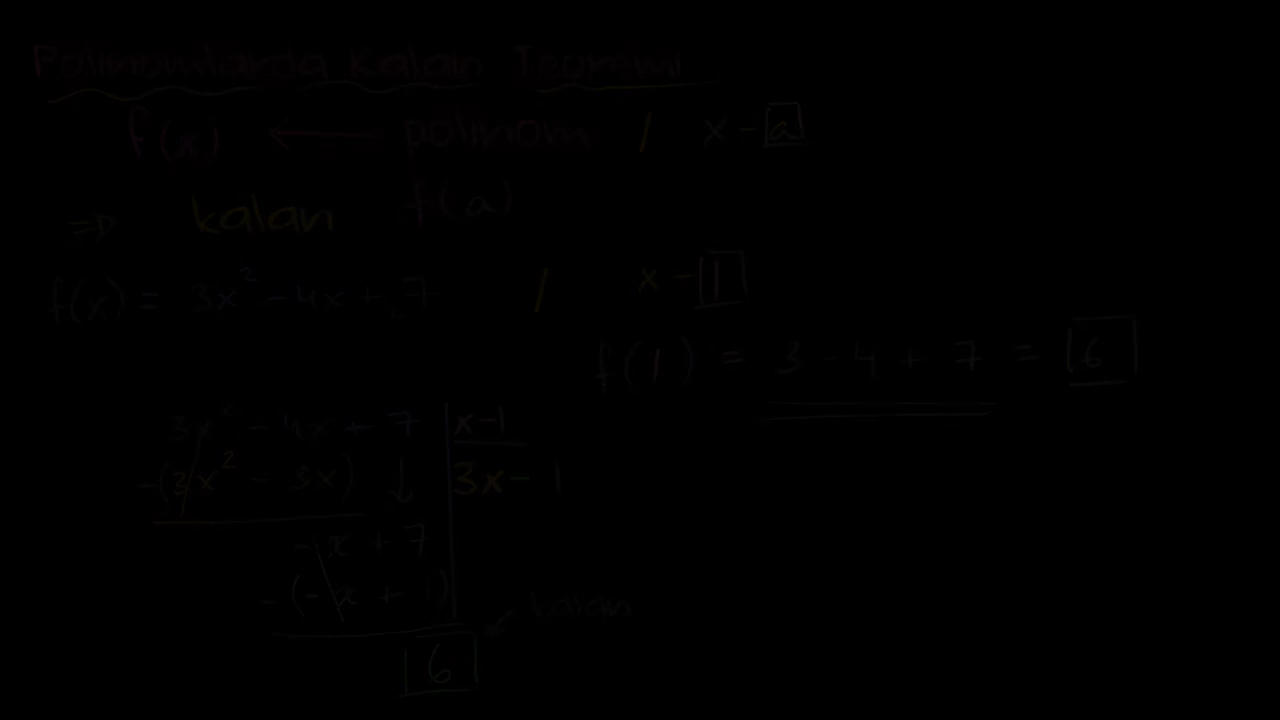 Polinomlarda Kalan Teoremi
f(x) ← polinom / x - a
⇒ kalan f(a)
f(x) = 3x² - 4x + 7 / x - 1
f(1) = 3 - 4 + 7 = 6
3x² - 4x + 7 | x - 1
-(3x² - 3x) ↓ 3x - 1
-x + 7
-(-x + 1)
kalan
6